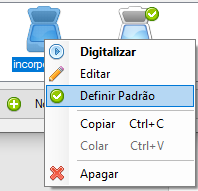 Digitalizar
Editar
incorpo
Definir Padrão
Copiar Ctrl+C
Colar Ctrl+V
Apagar